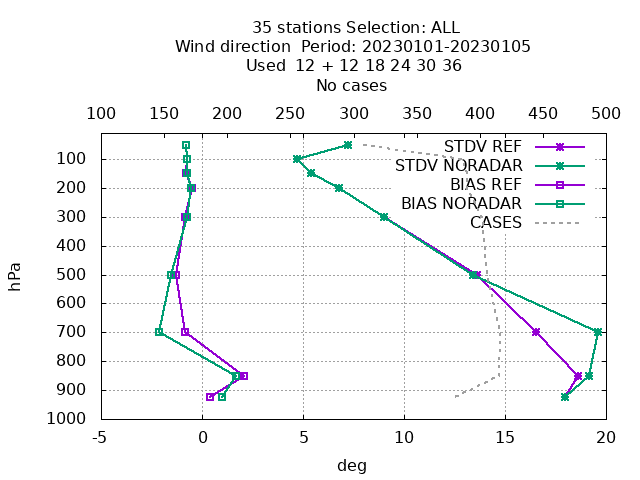 35 stations Selection: ALL
Wind direction  Period: 20230101-20230105
Used  12 + 12 18 24 30 36
No cases
100 150 200 250 300 350 400 450 500
STDV REF
STDV NORADAR
BIAS REF
BIAS NORADAR
CASES
hPa
100
200
300
400
500
600
700
800
900
1000
-5 0 5 10 15 20
deg